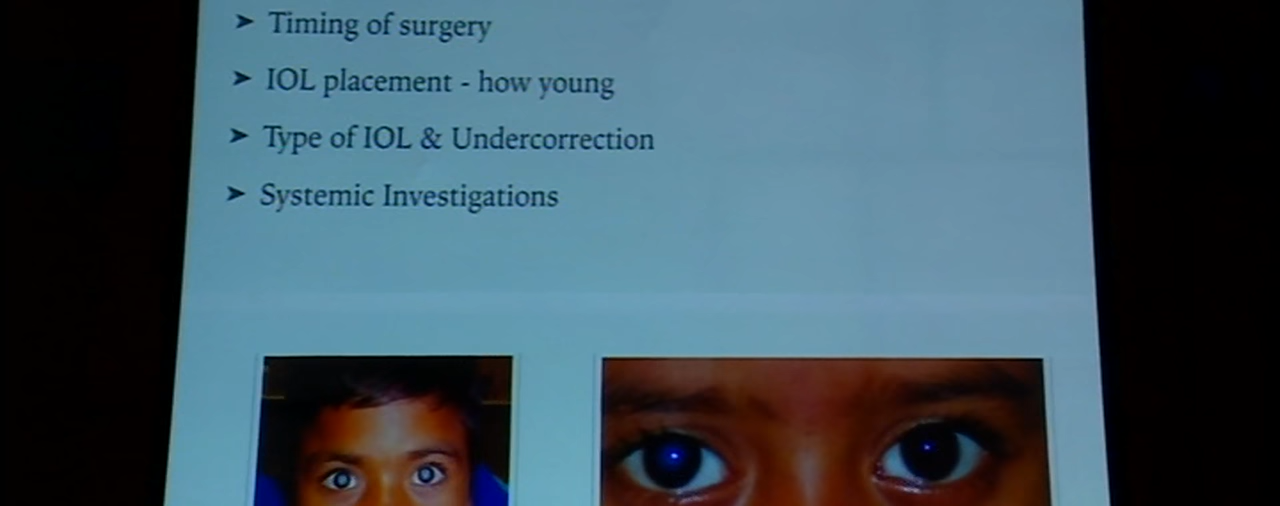 ➤ Timing of surgery
➤ IOL placement - how young
➤ Type of IOL & Undercorrection
➤ Systemic Investigations